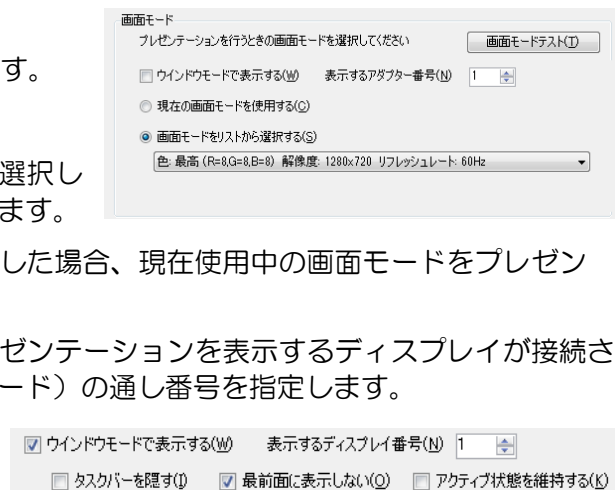 画面モード
プレゼンテーションを行うときの画面モードを選択してください
画面モードテスト(T)
ウインドウモードで表示する(W) 表示するアダプター番号(N) 1
現在の画面モードを使用する(C)
画面モードをリストから選択する(S)
色: 最高 (R=8,G=8,B=8) 解像度: 1280x720 リフレッシュレート: 60Hz
す。
選択し
ます。
した場合、現在使用中の画面モードをプレゼン
ゼンテーションを表示するディスプレイが接続さ
ード）の通し番号を指定します。
ウインドウモードで表示する(W) 表示するディスプレイ番号(N) 1
タスクバーを隠す(I) 最前面に表示しない(O) アクティブ状態を維持する(K)